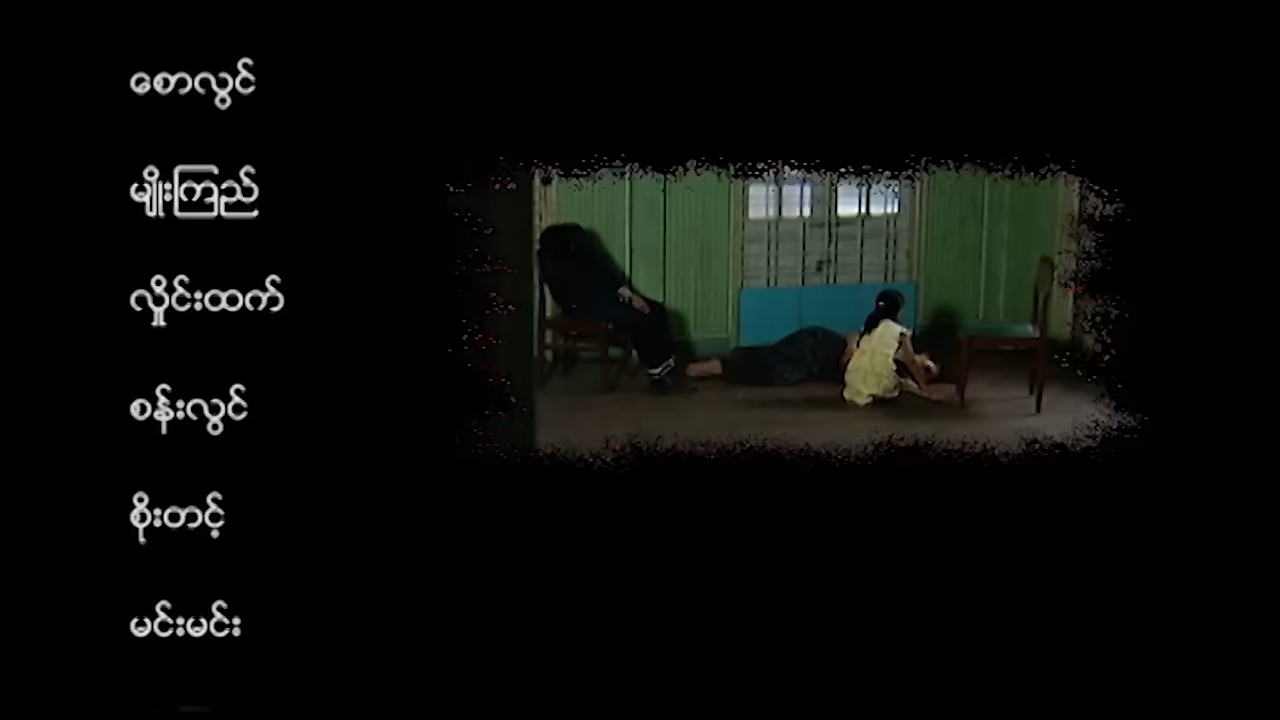 စောလွင်
မျိုးကြည်
လှိုင်းထက်
စန်းလွင်
စိုးတင့်
မင်းမင်း